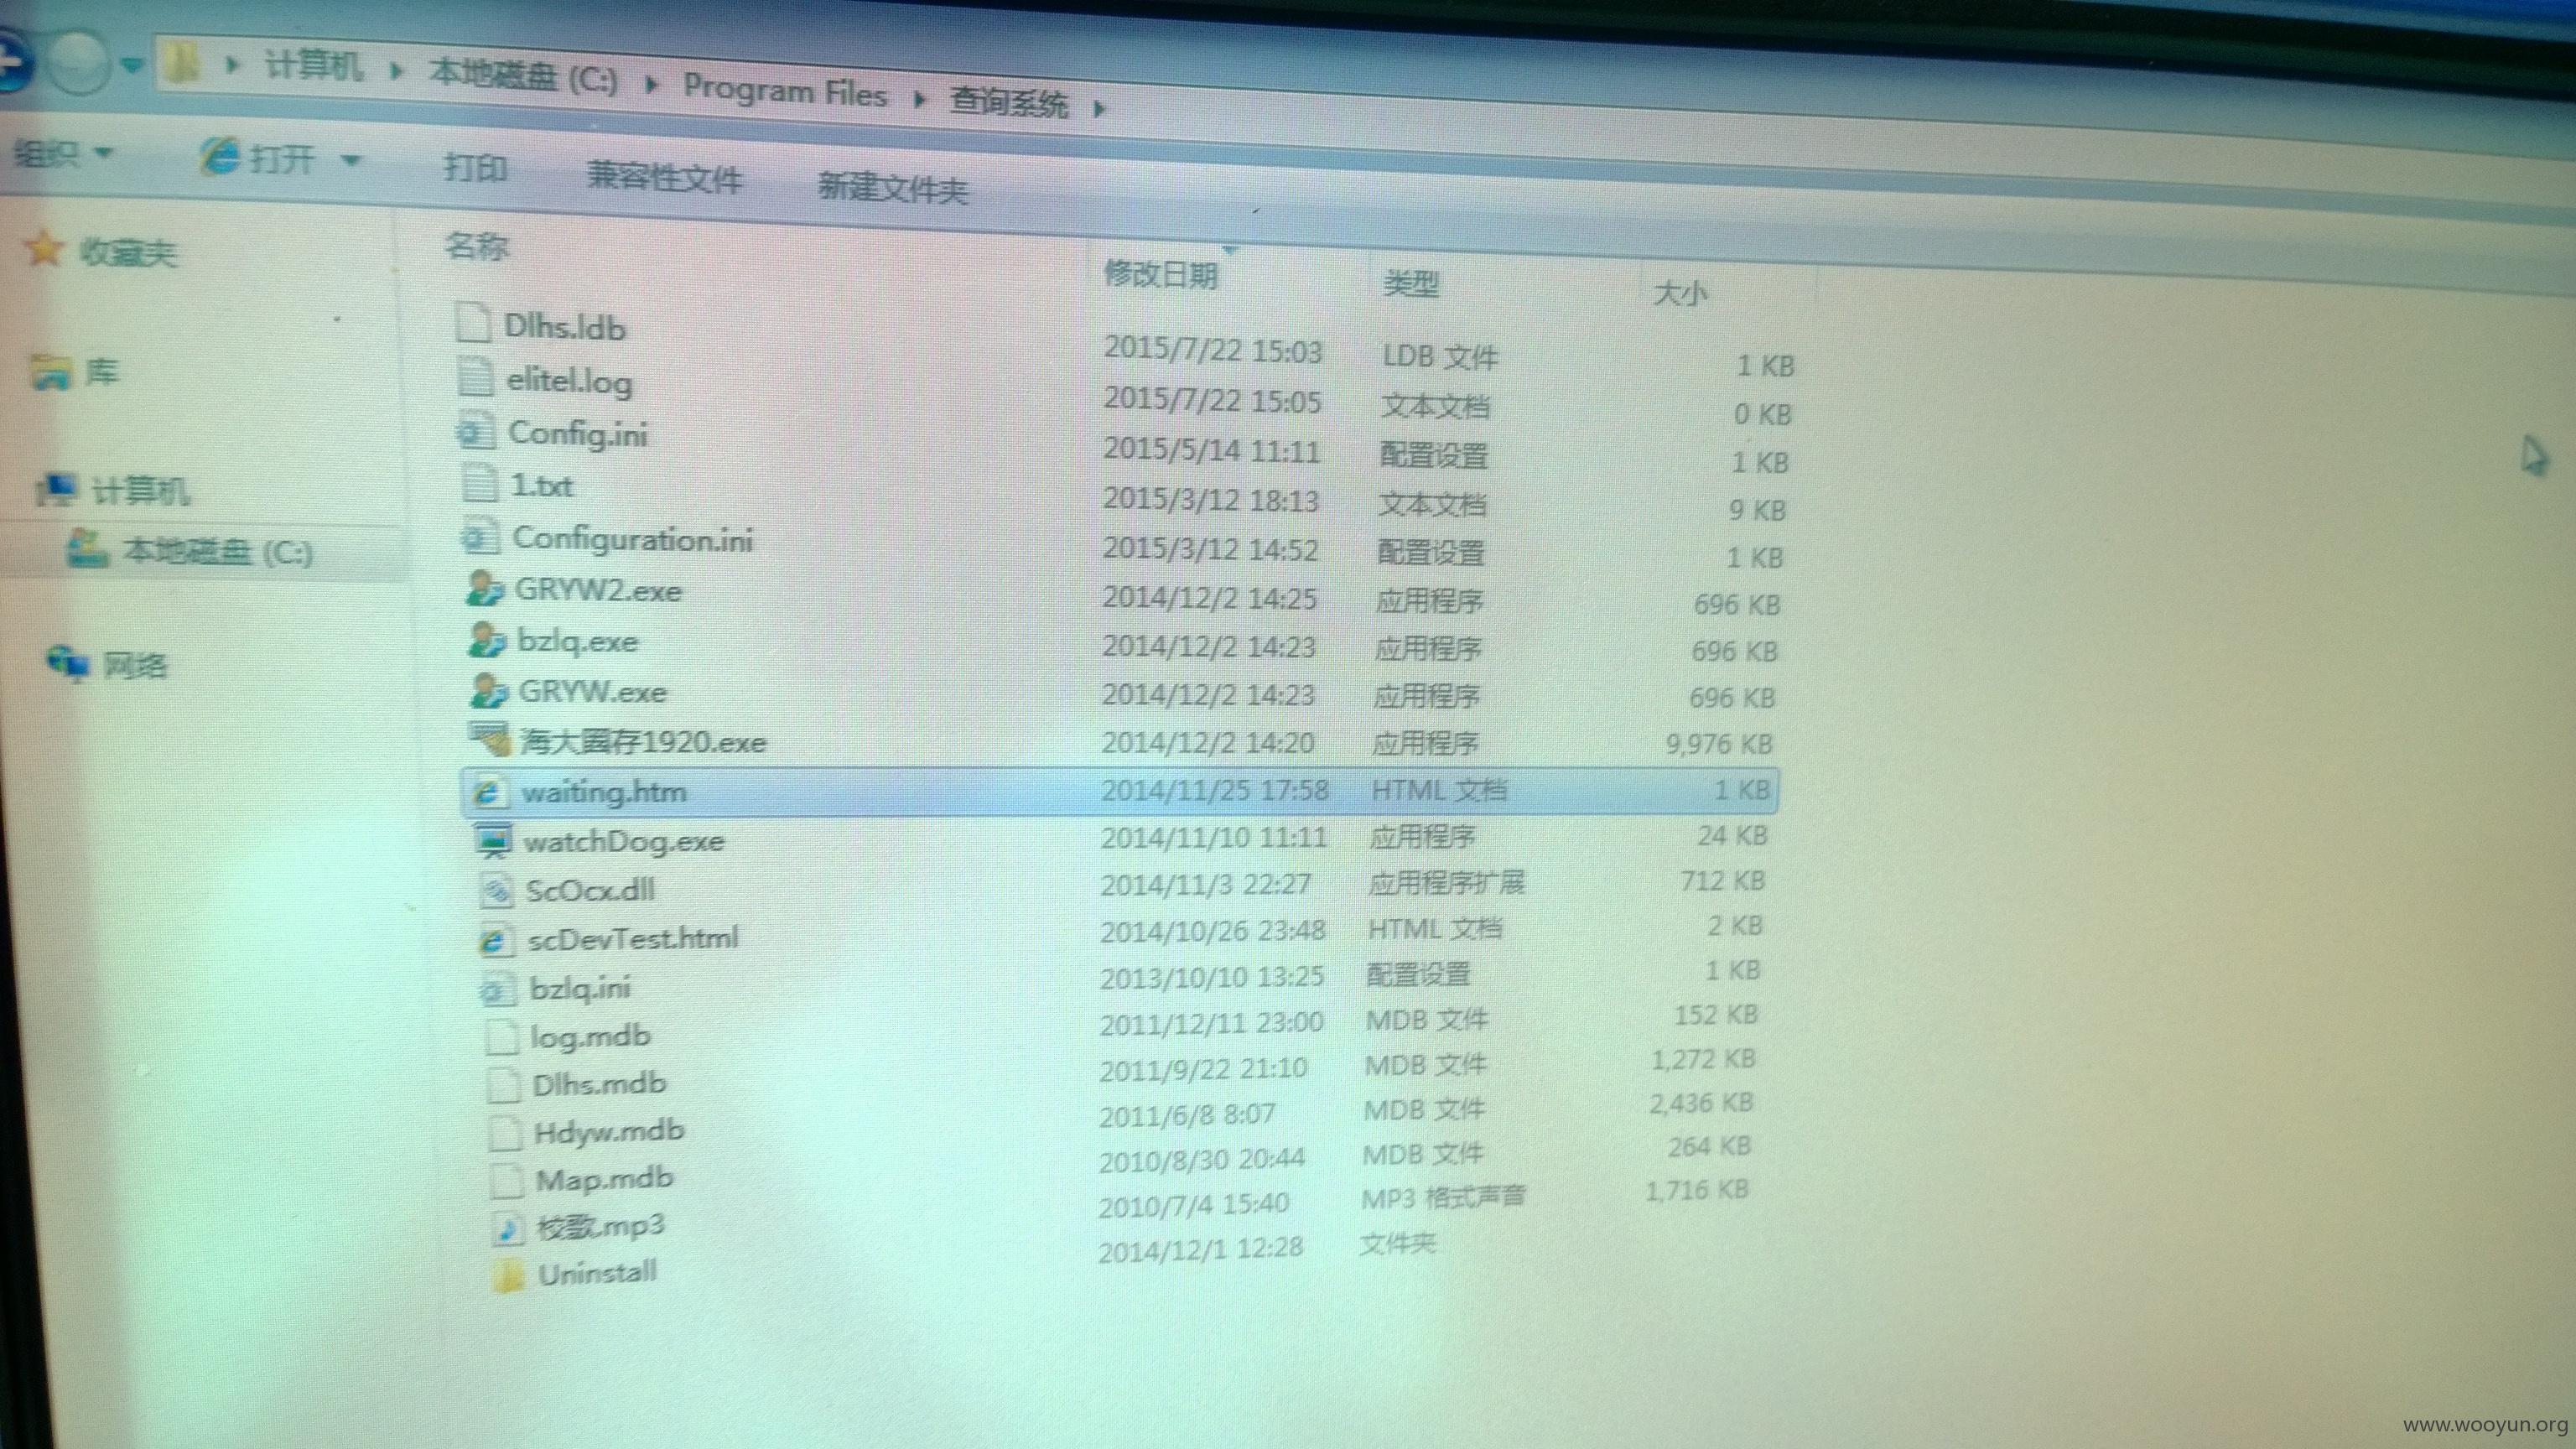 计算机 本地磁盘 (C:) Program Files 查询系统
组织 打开 打印 兼容性文件 新建文件夹
收藏夹
库
计算机
本地磁盘 (C:)
网络
名称 修改日期 类型 大小
Dlhs.ldb 2015/7/22 15:03 LDB 文件 1 KB
elitel.log 2015/7/22 15:05 文本文档 0 KB
Config.ini 2015/5/14 11:11 配置设置 1 KB
1.txt 2015/3/12 18:13 文本文档 9 KB
Configuration.ini 2015/3/12 14:52 配置设置 1 KB
GRYW2.exe 2014/12/2 14:25 应用程序 696 KB
bzlq.exe 2014/12/2 14:23 应用程序 696 KB
GRYW.exe 2014/12/2 14:23 应用程序 696 KB
海大圈存1920.exe 2014/12/2 14:20 应用程序 9,976 KB
waiting.htm 2014/11/25 17:58 HTML 文档 1 KB
watchDog.exe 2014/11/10 11:11 应用程序 24 KB
ScOcx.dll 2014/11/3 22:27 应用程序扩展 712 KB
scDevTest.html 2014/10/26 23:48 HTML 文档 2 KB
bzlq.ini 2013/10/10 13:25 配置设置 1 KB
log.mdb 2011/12/11 23:00 MDB 文件 152 KB
Dlhs.mdb 2011/9/22 21:10 MDB 文件 1,272 KB
Hdyw.mdb 2011/6/8 8:07 MDB 文件 2,436 KB
Map.mdb 2010/8/30 20:44 MDB 文件 264 KB
校歌.mp3 2010/7/4 15:40 MP3 格式声音 1,716 KB
Uninstall 2014/12/1 12:28 文件夹
www.wooyun.org